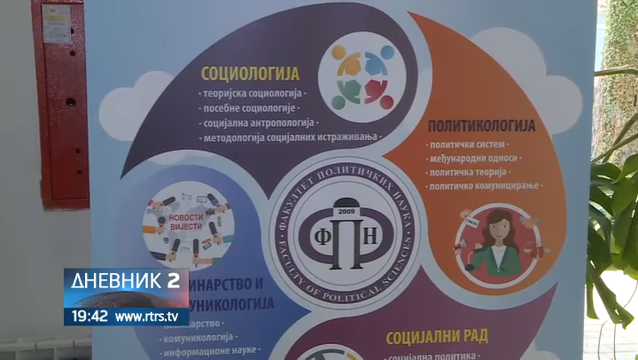 СОЦИОЛОГИЈА
· теоријска социологија ·
· посебне социологије ·
· социјална антропологија ·
· методологија социјалних истраживања ·
ПОЛИТИКОЛОГИЈА
· политички систем ·
· међународни односи ·
· политичка теорија ·
· политичко комуницирање ·
ФАКУЛТЕТ ПОЛИТИЧКИХ НАУКА
2009
ФПН
FACULTY OF POLITICAL SCIENCES
НОВОСТИ
ВИЈЕСТИ
ДНЕВНИК 2
19:42 www.rtrs.tv
· комуникологија ·
· информационе науке ·
СОЦИЈАЛНИ РАД
· социјална политика ·